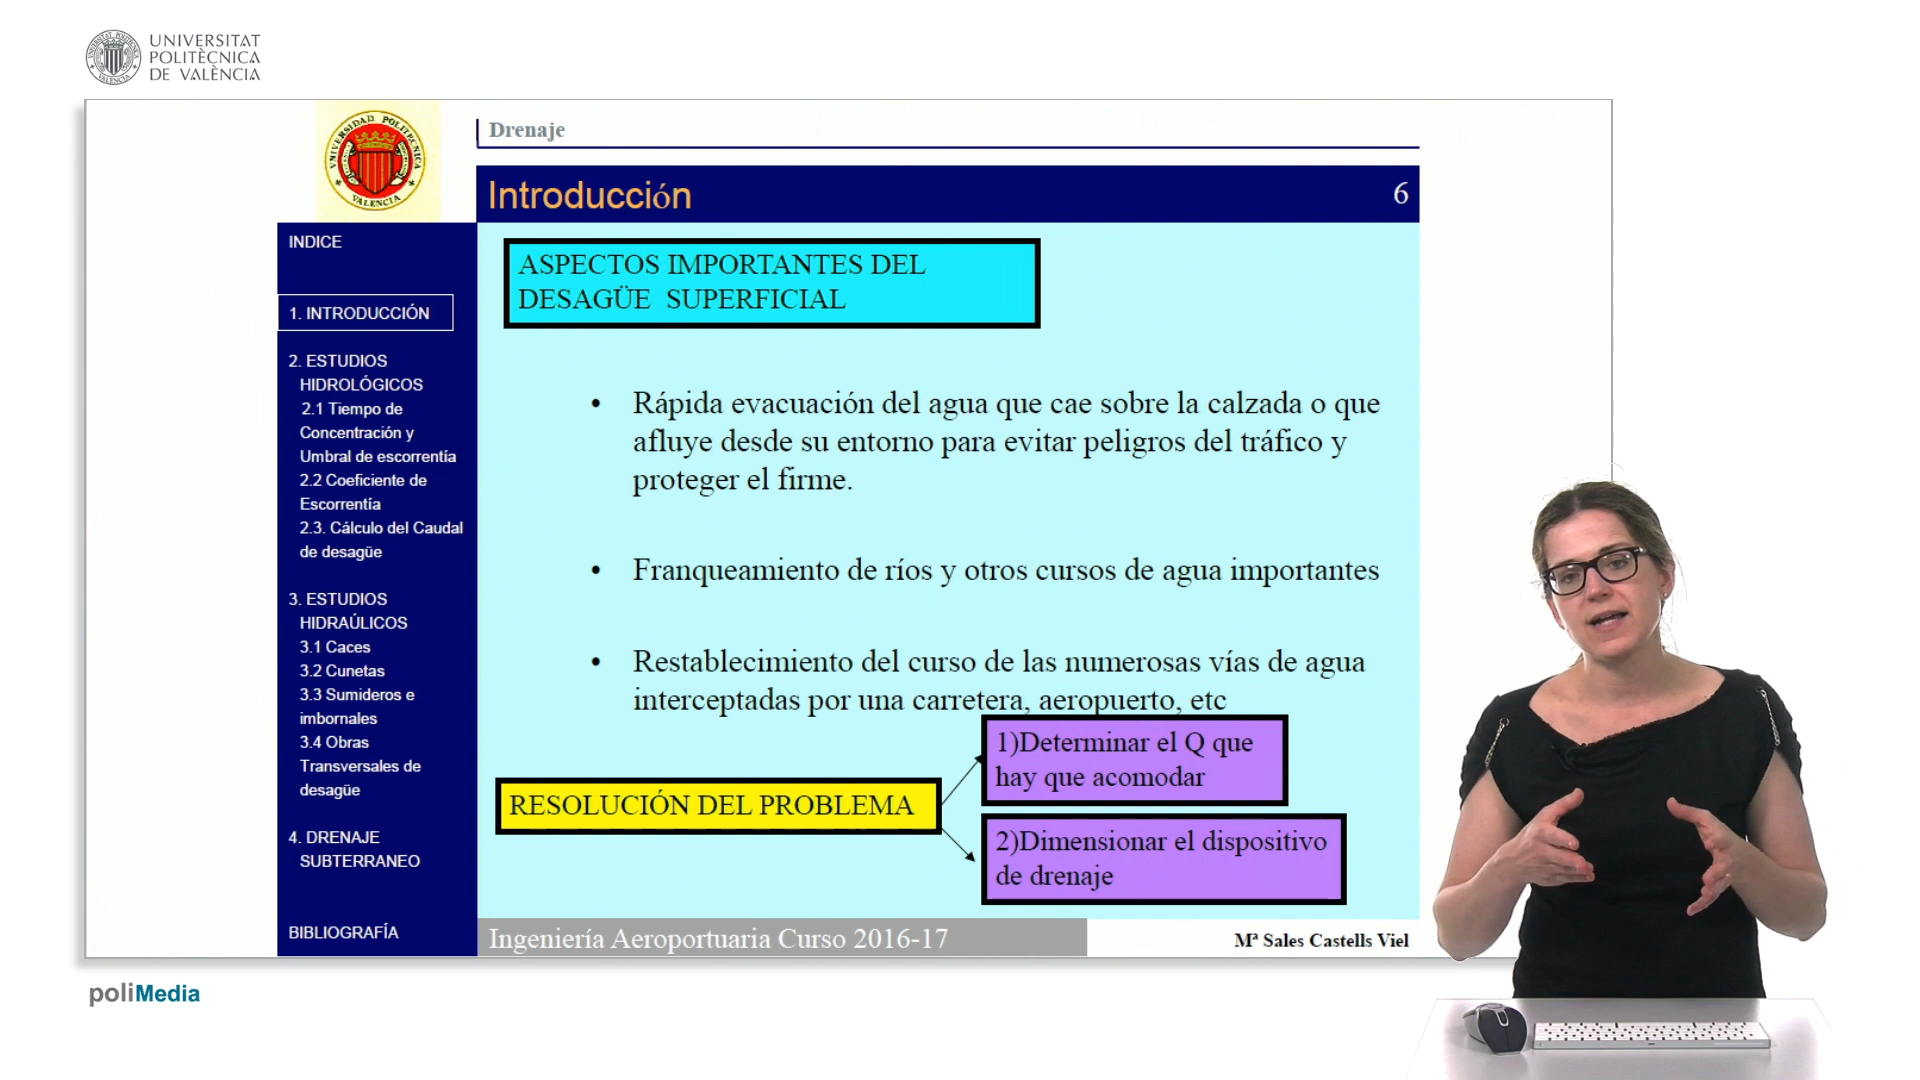 UNIVERSITAT
POLITÈCNICA
DE VALÈNCIA
UNIVERSIDAD POLITECNICA
VALENCIA
Drenaje
Introducción
6
INDICE
1. INTRODUCCIÓN
2. ESTUDIOS
HIDROLÓGICOS
2.1 Tiempo de
Concentración y
Umbral de escorrentía
2.2 Coeficiente de
Escorrentía
2.3. Cálculo del Caudal
de desagüe
3. ESTUDIOS
HIDRAÚLICOS
3.1 Caces
3.2 Cunetas
3.3 Sumideros e
imbornales
3.4 Obras
Transversales de
desagüe
4. DRENAJE
SUBTERRANEO
BIBLIOGRAFÍA
ASPECTOS IMPORTANTES DEL
DESAGÜE SUPERFICIAL
• Rápida evacuación del agua que cae sobre la calzada o que
afluye desde su entorno para evitar peligros del tráfico y
proteger el firme.
• Franqueamiento de ríos y otros cursos de agua importantes
• Restablecimiento del curso de las numerosas vías de agua
interceptadas por una carretera, aeropuerto, etc
RESOLUCIÓN DEL PROBLEMA
1)Determinar el Q que
hay que acomodar
2)Dimensionar el dispositivo
de drenaje
Ingeniería Aeroportuaria Curso 2016-17
Mª Sales Castells Viel
poliMedia